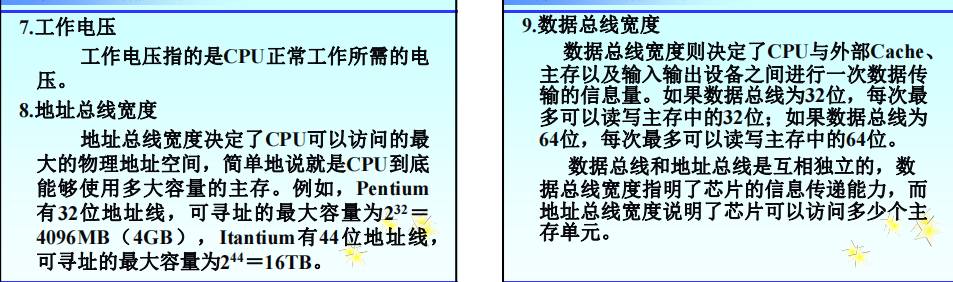 7.工作电压
工作电压指的是CPU正常工作所需的电
压。
8.地址总线宽度
地址总线宽度决定了CPU可以访问的最
大的物理地址空间，简单地说就是CPU到底
能够使用多大容量的主存。例如，Pentium
有32位地址线，可寻址的最大容量为2³²＝
4096MB（4GB），Itantium有44位地址线，
可寻址的最大容量为2⁴⁴＝16TB。
9.数据总线宽度
数据总线宽度则决定了CPU与外部Cache、
主存以及输入输出设备之间进行一次数据传
输的信息量。如果数据总线为32位，每次最
多可以读写主存中的32位；如果数据总线为
64位，每次最多可以读写主存中的64位。
数据总线和地址总线是互相独立的，数
据总线宽度指明了芯片的信息传递能力，而
地址总线宽度说明了芯片可以访问多少个主
存单元。